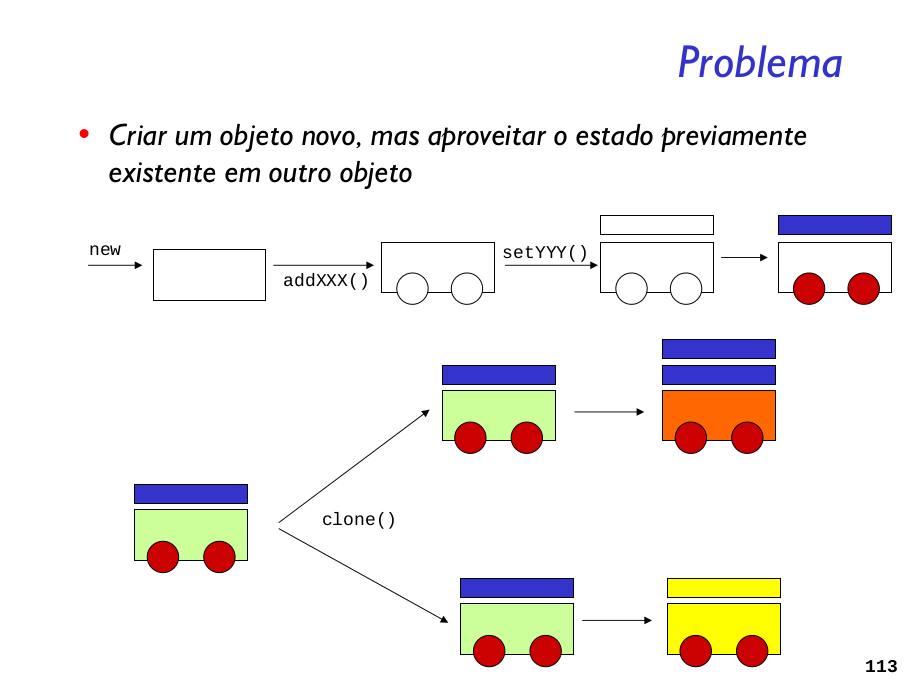 Problema
• Criar um objeto novo, mas aproveitar o estado previamente
existente em outro objeto
new
addXXX()
setYYY()
clone()
113